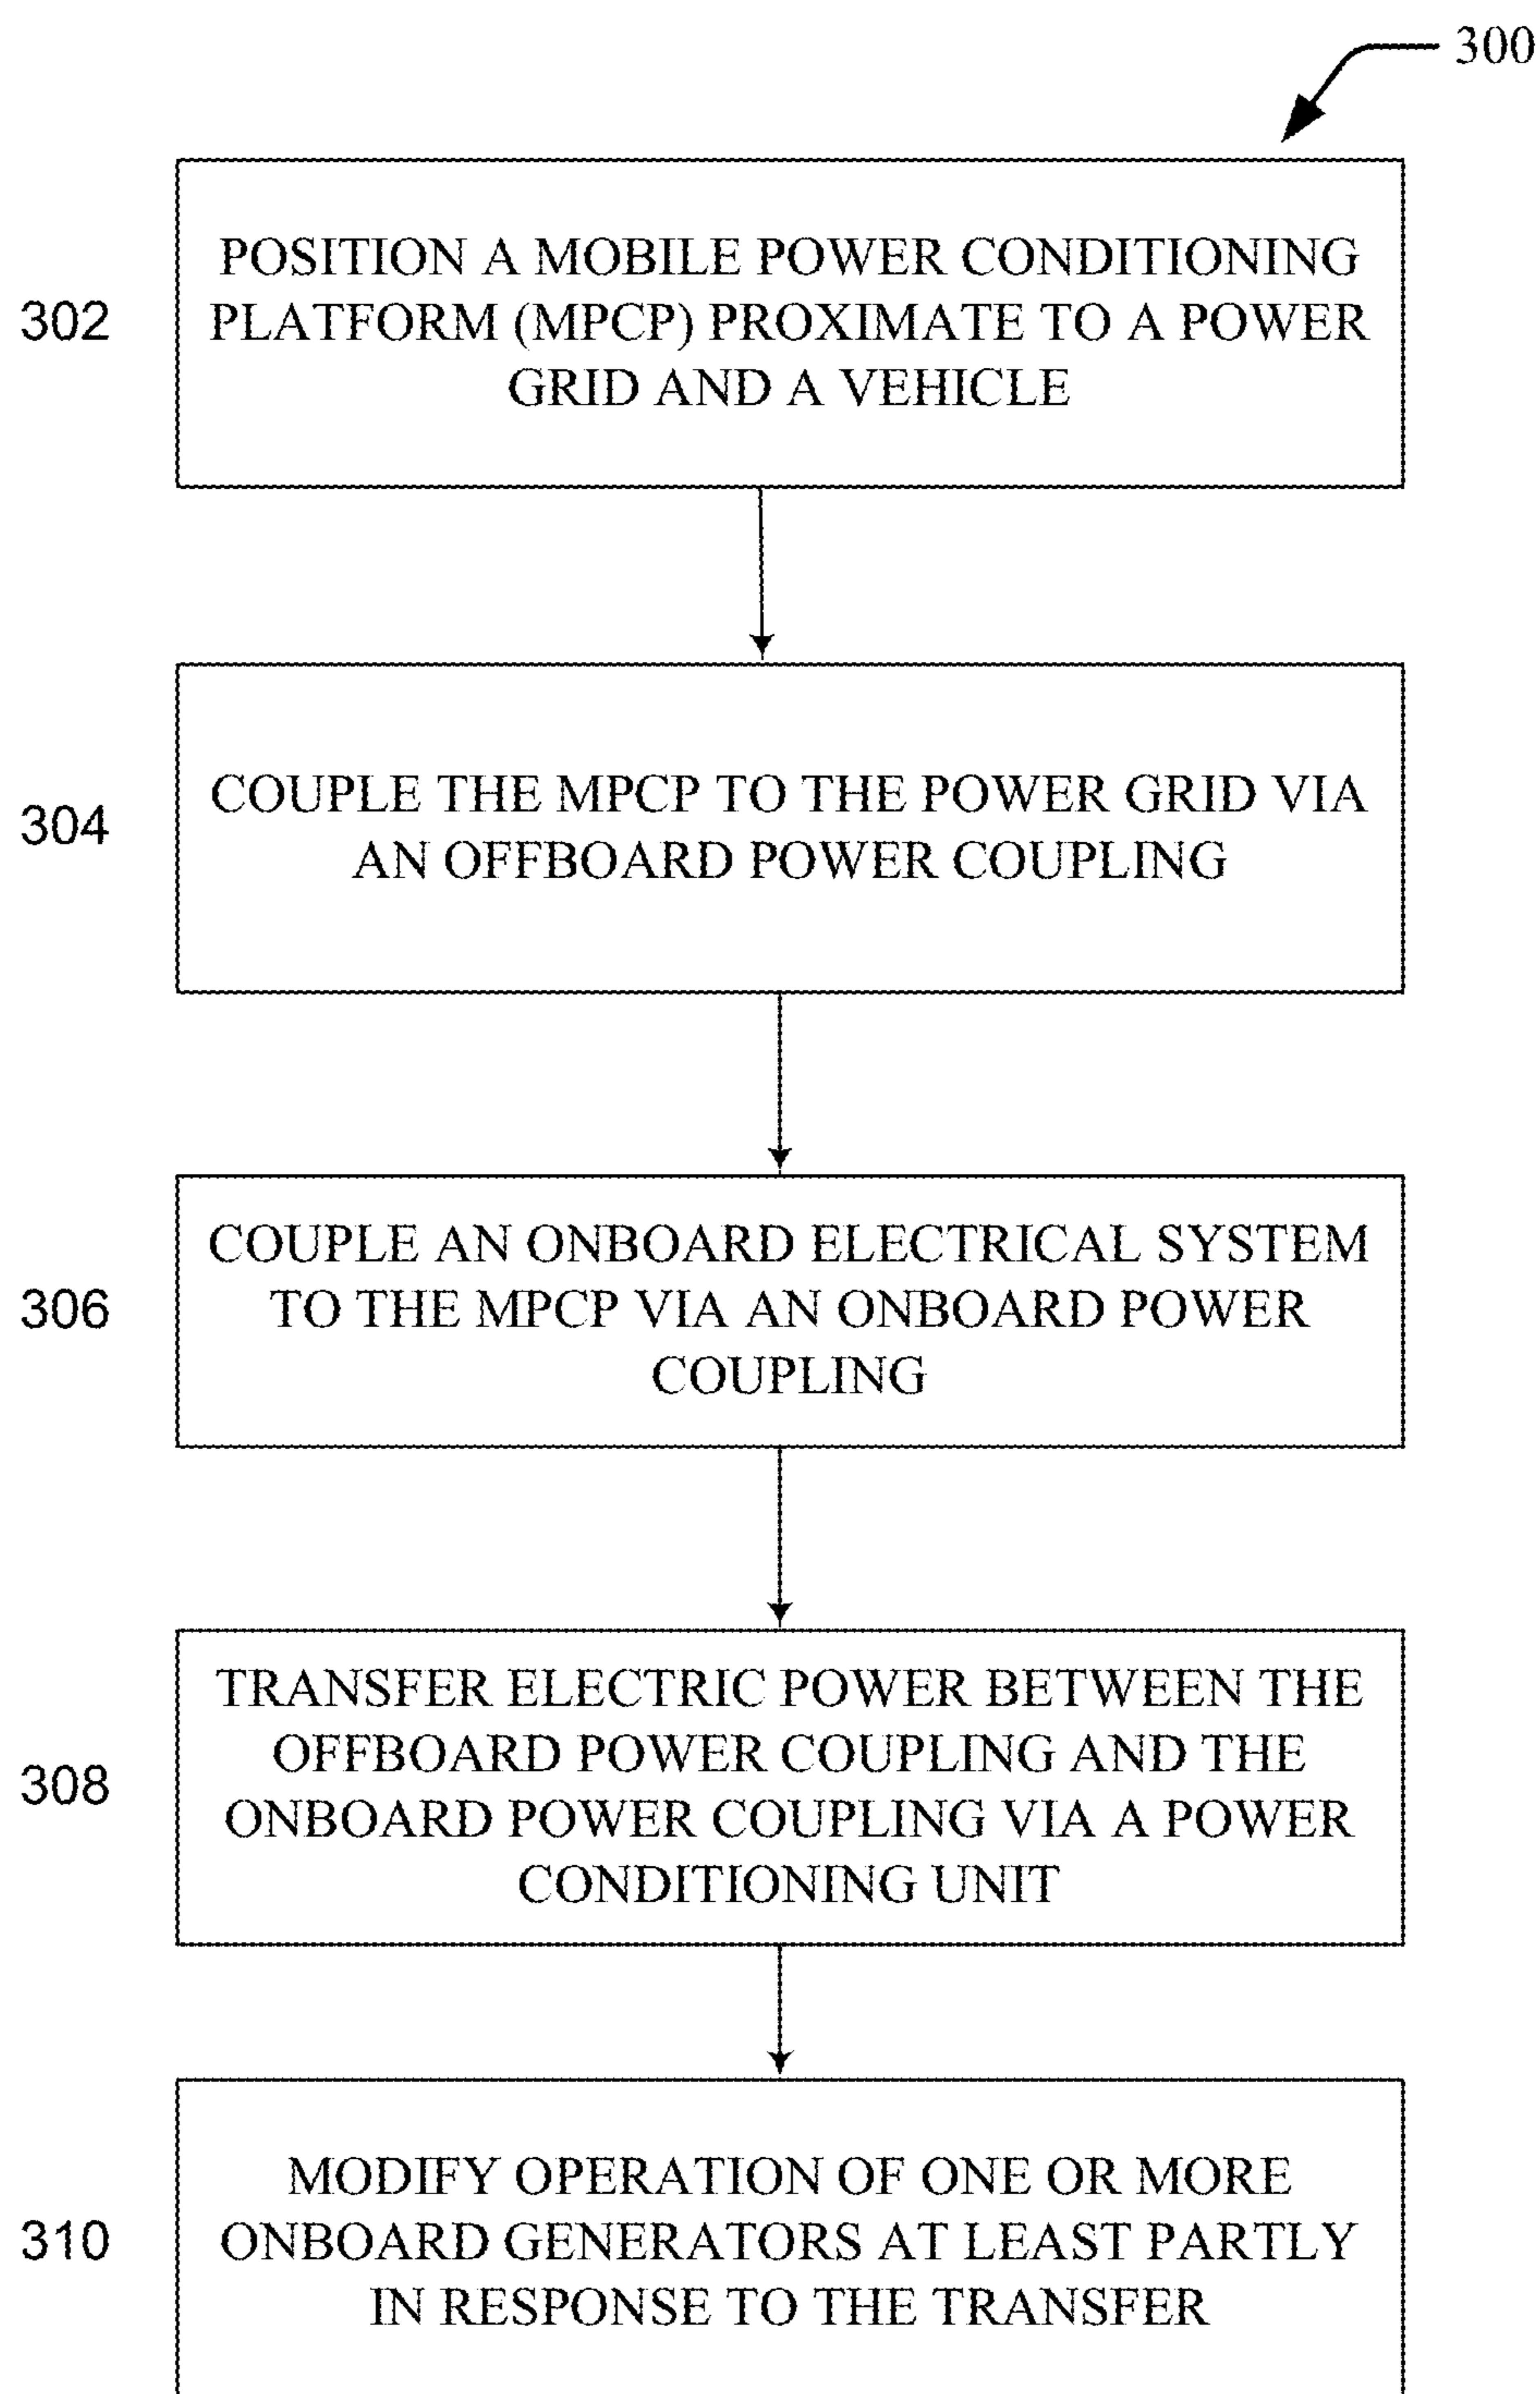 300
302
POSITION A MOBILE POWER CONDITIONING
PLATFORM (MPCP) PROXIMATE TO A POWER
GRID AND A VEHICLE
304
COUPLE THE MPCP TO THE POWER GRID VIA
AN OFFBOARD POWER COUPLING
306
COUPLE AN ONBOARD ELECTRICAL SYSTEM
TO THE MPCP VIA AN ONBOARD POWER
COUPLING
308
TRANSFER ELECTRIC POWER BETWEEN THE
OFFBOARD POWER COUPLING AND THE
ONBOARD POWER COUPLING VIA A POWER
CONDITIONING UNIT
310
MODIFY OPERATION OF ONE OR MORE
ONBOARD GENERATORS AT LEAST PARTLY
IN RESPONSE TO THE TRANSFER